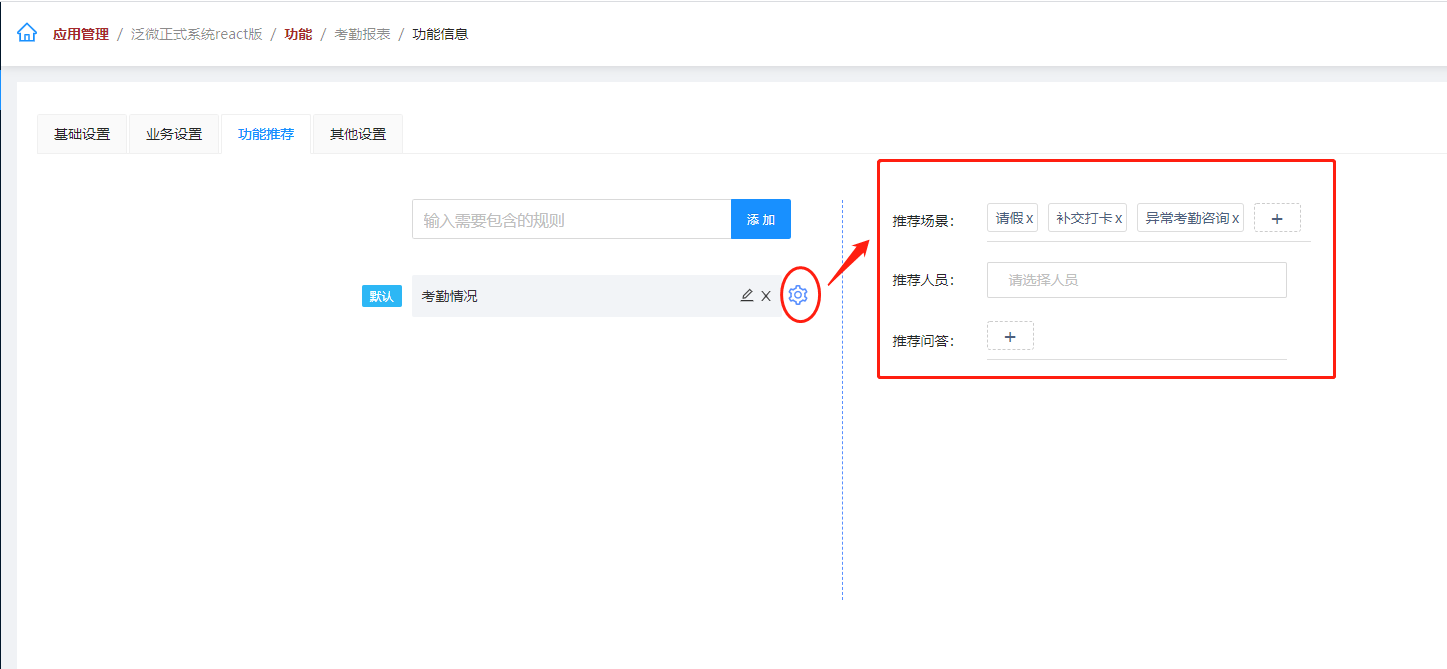 应用管理 / 泛微正式系统react版 / 功能 / 考勤报表 / 功能信息
基础设置 业务设置 功能推荐 其他设置
输入需要包含的规则 添加
默认 考勤情况 X
推荐场景： 请假x 补交打卡x 异常考勤咨询x +
推荐人员： 请选择人员
推荐问答： +